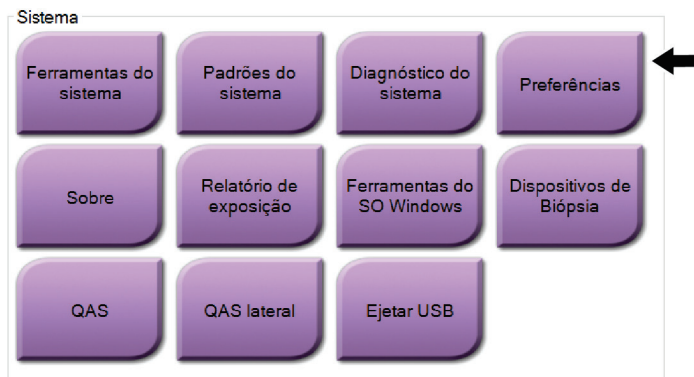 Sistema
Ferramentas do
sistema
Padrões do
sistema
Diagnóstico do
sistema
Preferências
Sobre
Relatório de
exposição
Ferramentas do
SO Windows
Dispositivos de
Biópsia
QAS
QAS lateral
Ejetar USB